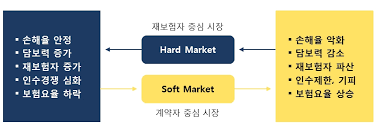 재보험자 중심 시장
• 손해율 안정
• 담보력 증가
• 재보험자 증가
• 인수경쟁 심화
• 보험요율 하락
Hard Market
Soft Market
• 손해율 악화
• 담보력 감소
• 재보험자 파산
• 인수제한, 기피
• 보험요율 상승
계약자 중심 시장